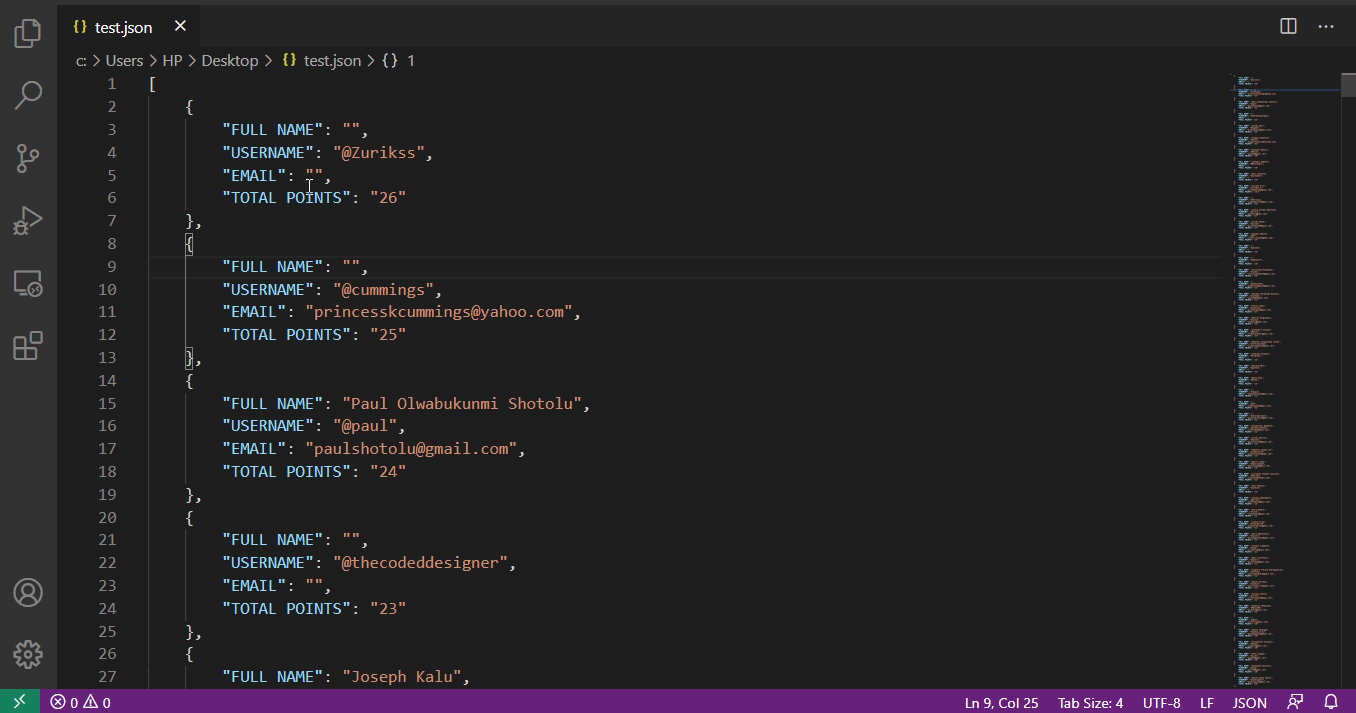 {} test.json ×
c: > Users > HP > Desktop > {} test.json > {} 1
1 [
2 {
3 "FULL NAME": "",
4 "USERNAME": "@Zurikss",
5 "EMAIL": "",
6 "TOTAL POINTS": "26"
7 },
8 {
9 "FULL NAME": "",
10 "USERNAME": "@cummings",
11 "EMAIL": "princesskcummings@yahoo.com",
12 "TOTAL POINTS": "25"
13 },
14 {
15 "FULL NAME": "Paul Olwabukunmi Shotolu",
16 "USERNAME": "@paul",
17 "EMAIL": "paulshotolu@gmail.com",
18 "TOTAL POINTS": "24"
19 },
20 {
21 "FULL NAME": "",
22 "USERNAME": "@thecodeddesigner",
23 "EMAIL": "",
24 "TOTAL POINTS": "23"
25 },
26 {
27 "FULL NAME": "Joseph Kalu",
0 0 Ln 9, Col 25 Tab Size: 4 UTF-8 LF JSON